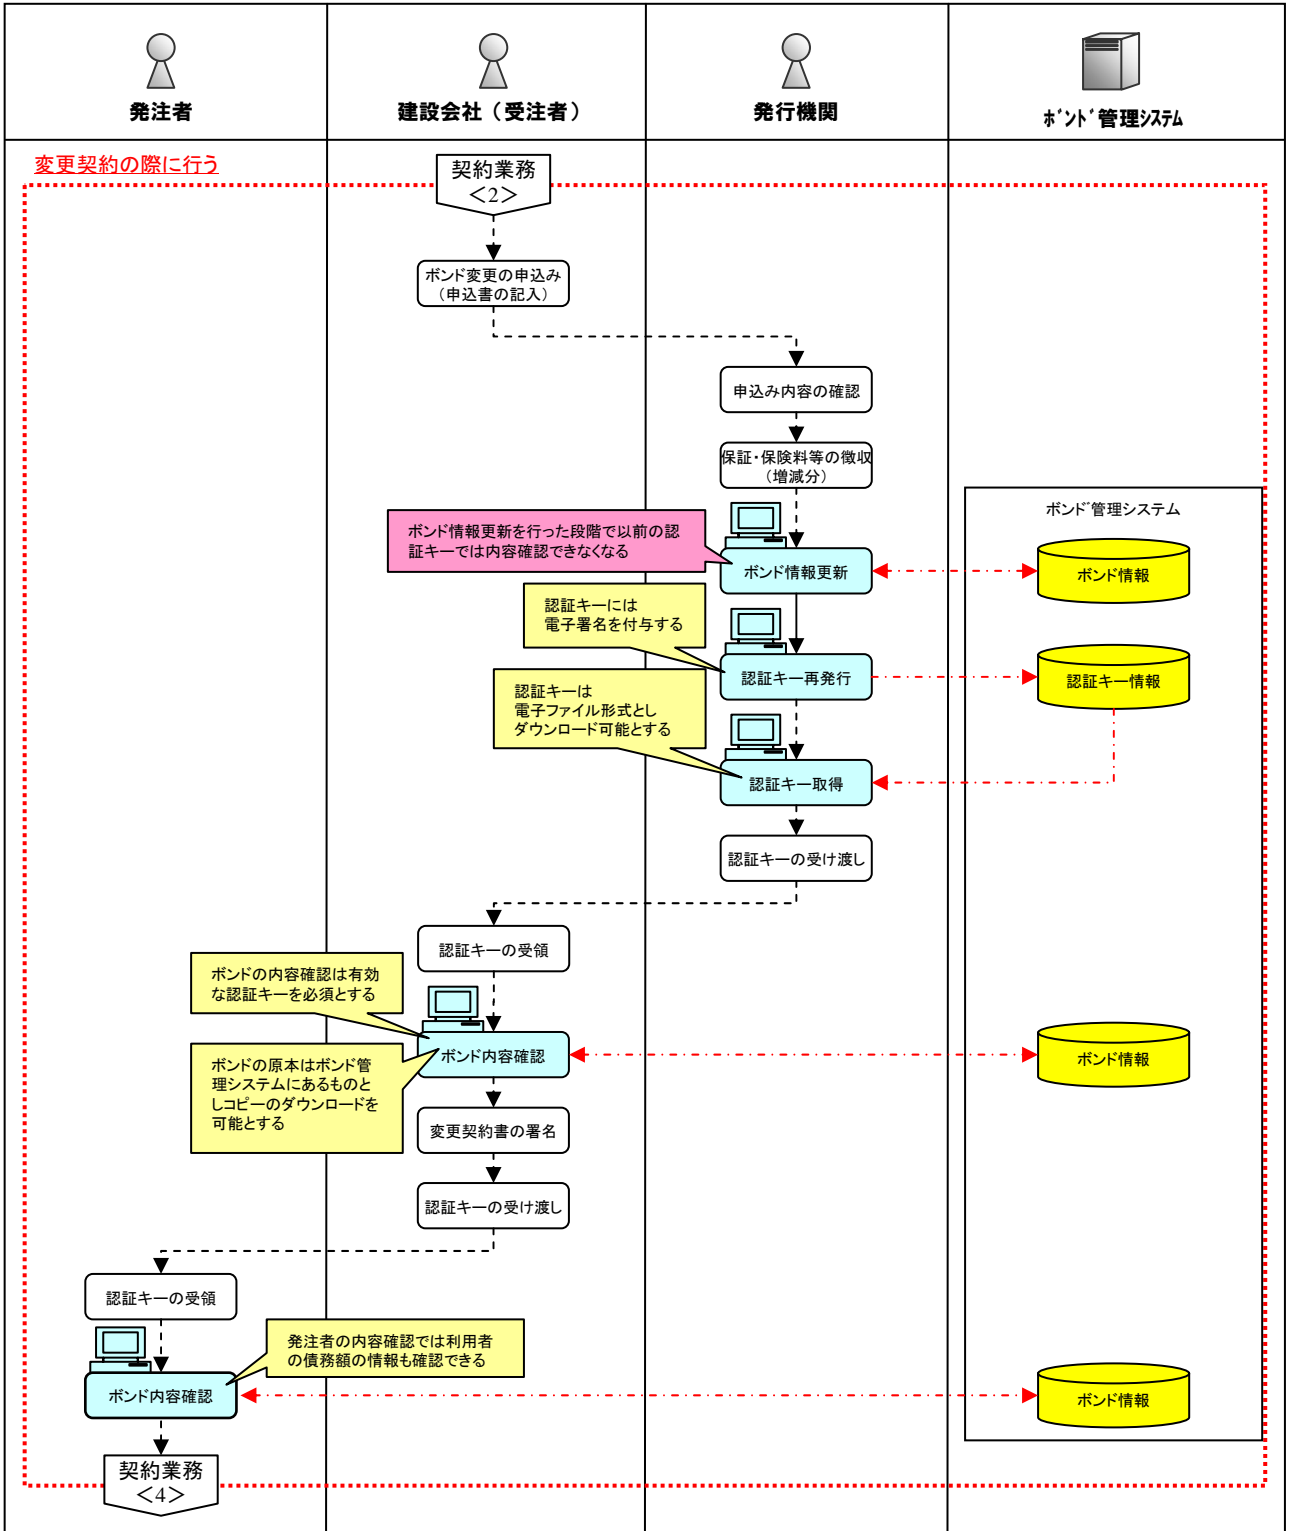 発注者
建設会社（受注者）
発行機関
ﾎﾞﾝﾄﾞ管理ｼｽﾃﾑ
変更契約の際に行う
契約業務
＜2＞
ボンド変更の申込み
（申込書の記入）
申込み内容の確認
保証・保険料等の徴収
（増減分）
ボンド管理システム
ボンド情報更新を行った段階で以前の認
証キーでは内容確認できなくなる
ボンド情報更新
ボンド情報
認証キーには
電子署名を付与する
認証キー再発行
認証キー情報
認証キーは
電子ファイル形式とし
ダウンロード可能とする
認証キー取得
認証キーの受け渡し
認証キーの受領
ボンドの内容確認は有効
な認証キーを必須とする
ボンド内容確認
ボンド情報
ボンドの原本はボンド管
理システムにあるものと
しコピーのダウンロードを
可能とする
変更契約書の署名
認証キーの受け渡し
認証キーの受領
発注者の内容確認では利用者
の債務額の情報も確認できる
ボンド内容確認
ボンド情報
契約業務
＜4＞